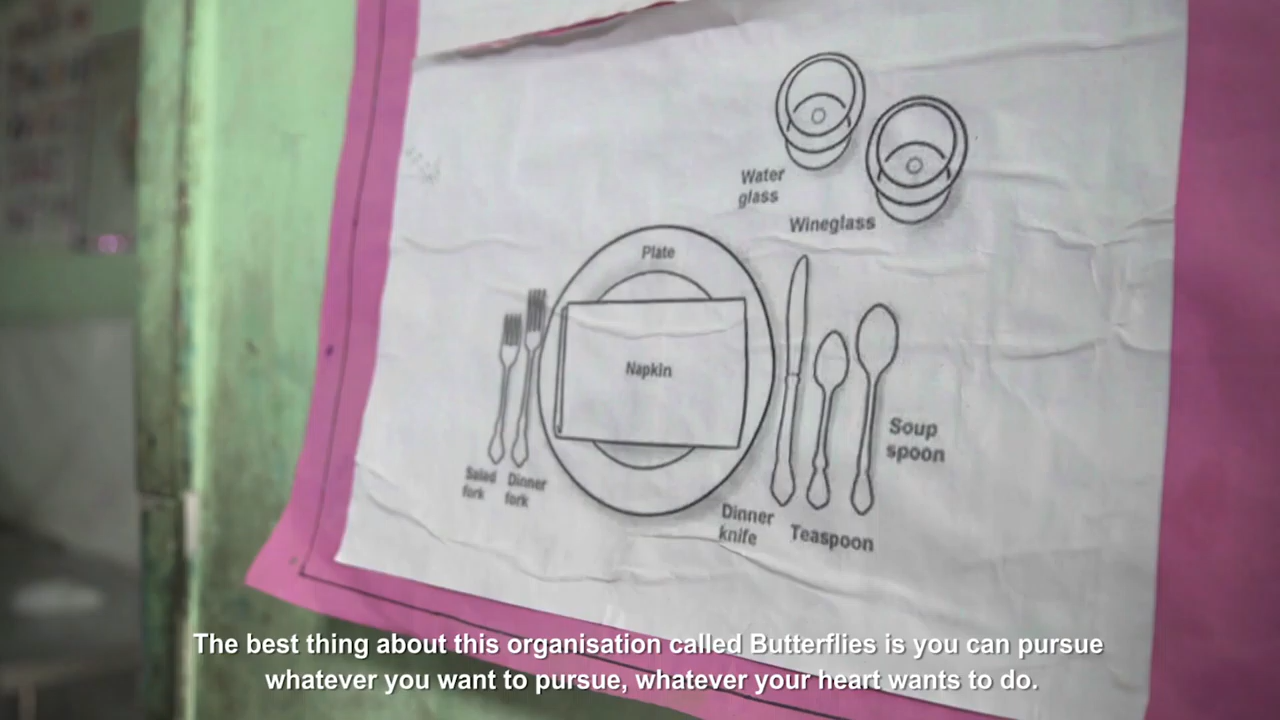 Water
glass
Wineglass
Plate
Napkin
Salad
fork
Dinner
fork
Dinner
knife
Teaspoon
Soup
spoon
The best thing about this organisation called Butterflies is you can pursue
whatever you want to pursue, whatever your heart wants to do.